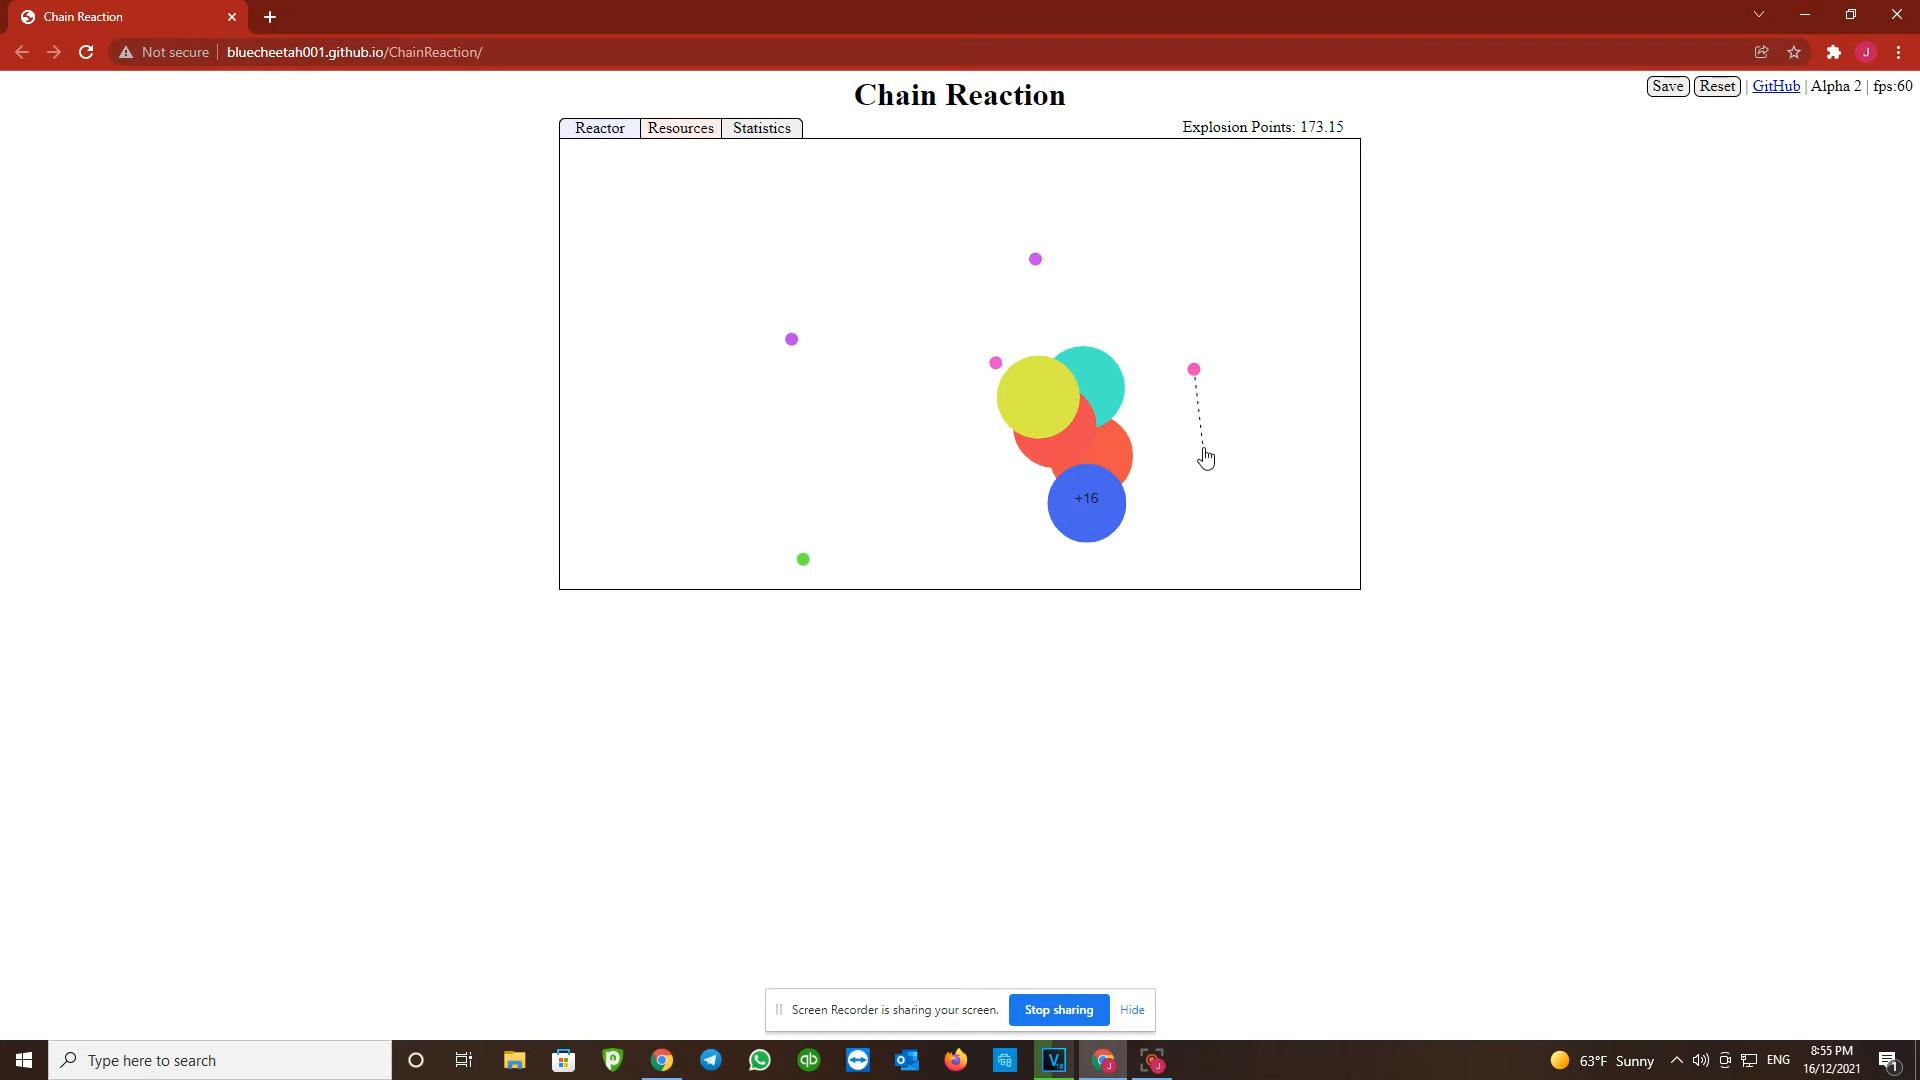 Chain Reaction
Not secure bluecheetah001.github.io/ChainReaction/
J
Chain Reaction
Save Reset | GitHub | Alpha 2 | fps:60
Reactor Resources Statistics Explosion Points: 173.15
+16
Screen Recorder is sharing your screen. Stop sharing Hide
Type here to search
63°F Sunny
ENG
8:55 PM
16/12/2021
1